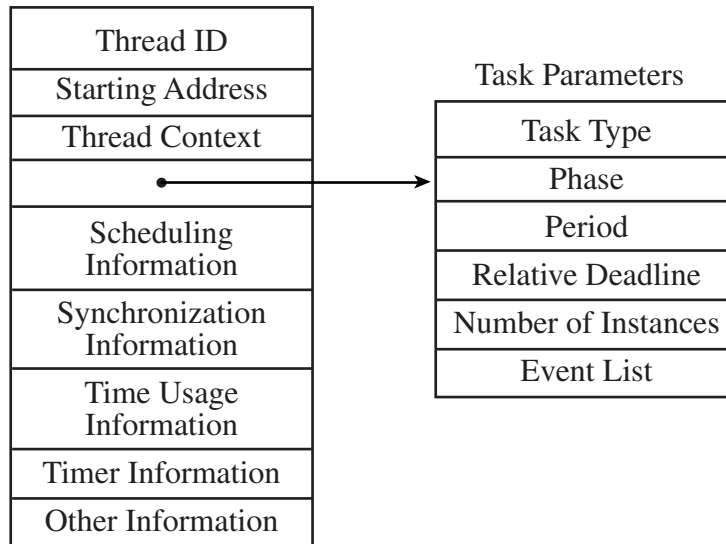 Thread ID
Starting Address
Thread Context
Scheduling
Information
Synchronization
Information
Time Usage
Information
Timer Information
Other Information
Task Parameters
Task Type
Phase
Period
Relative Deadline
Number of Instances
Event List